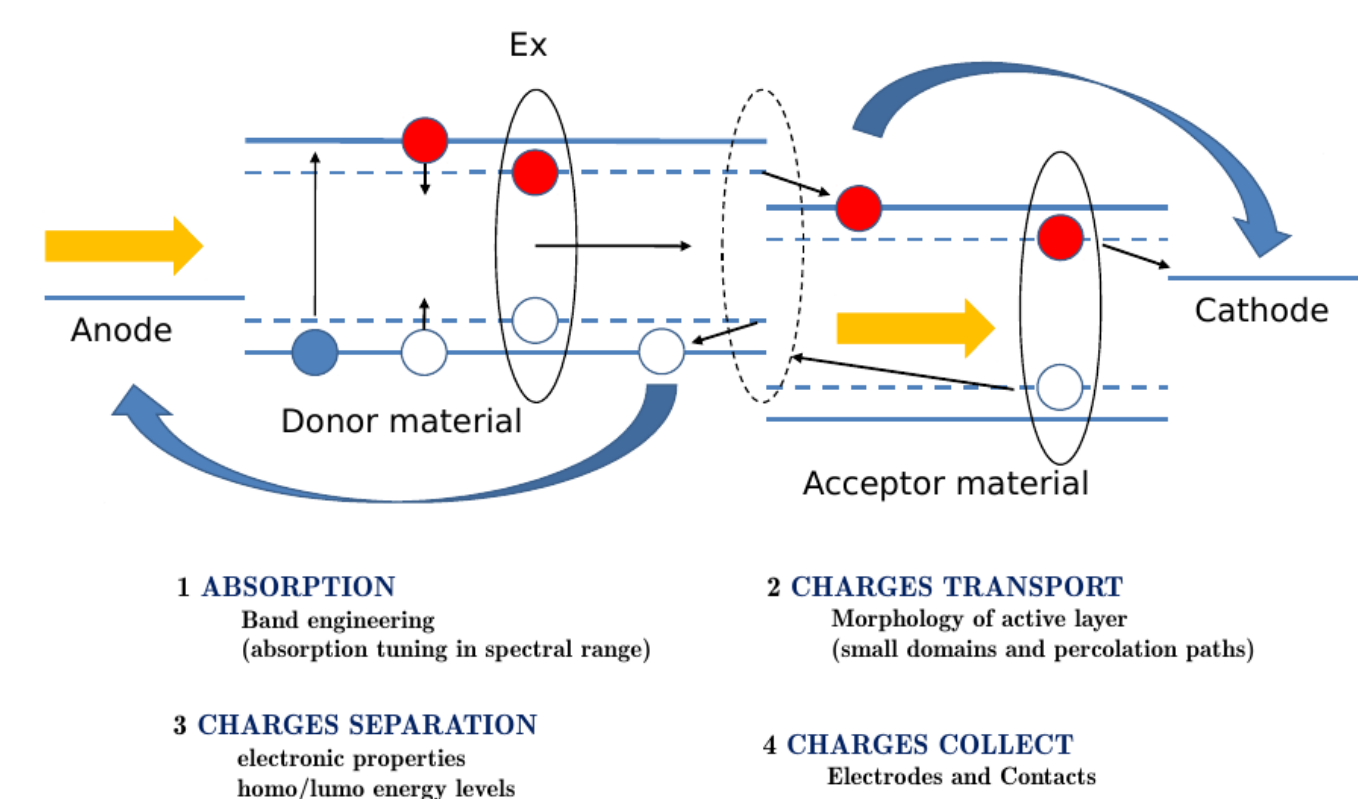 Ex
Anode
Cathode
Donor material
Acceptor material
1 ABSORPTION
Band engineering
(absorption tuning in spectral range)
2 CHARGES TRANSPORT
Morphology of active layer
(small domains and percolation paths)
3 CHARGES SEPARATION
electronic properties
homo/lumo energy levels
4 CHARGES COLLECT
Electrodes and Contacts